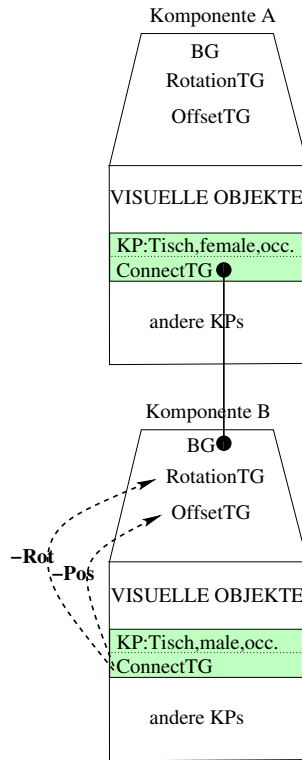 Komponente A
BG
RotationTG
OffsetTG
VISUELLE OBJEKTE
KP:Tisch,female,occ.
ConnectTG
andere KPs
Komponente B
BG
RotationTG
OffsetTG
−Rot
−Pos
VISUELLE OBJEKTE
KP:Tisch,male,occ.
ConnectTG
andere KPs